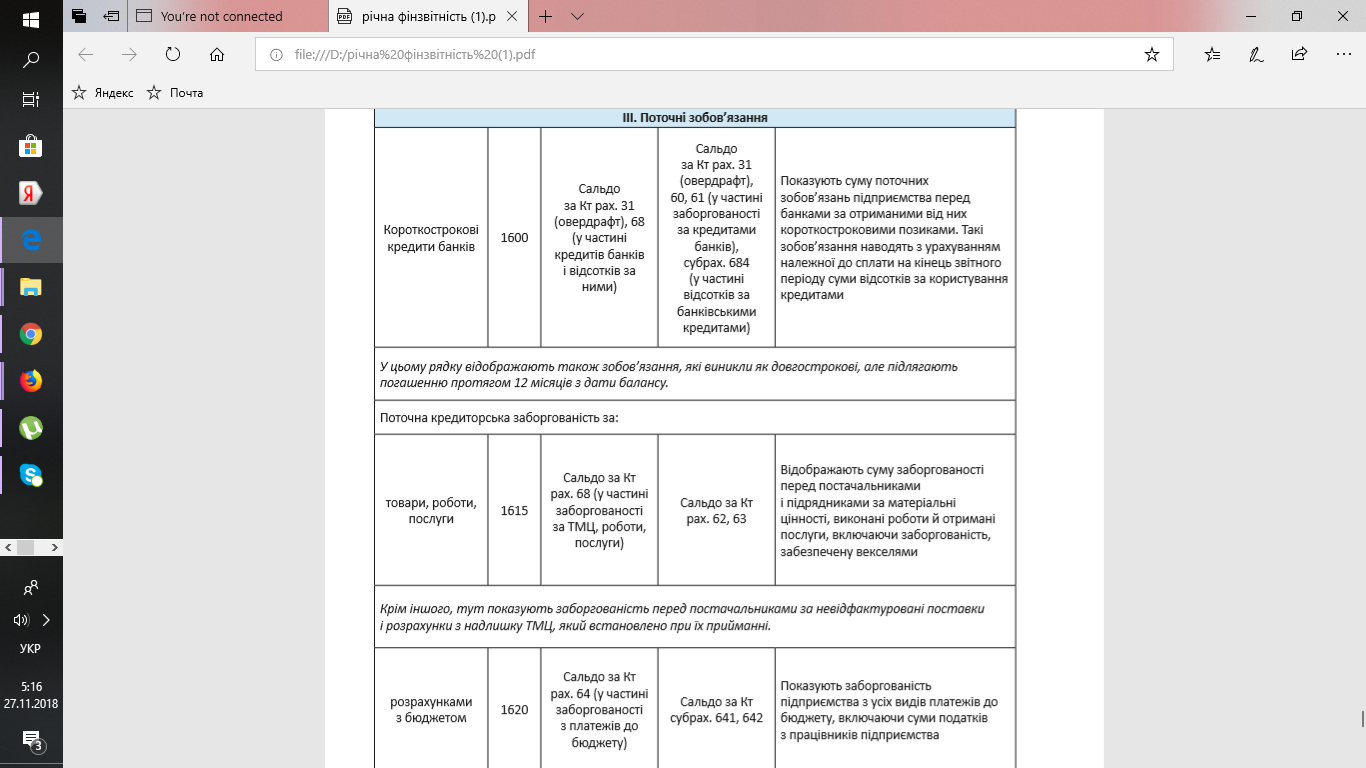 You're not connected
річна фінзвітність (1).p
file:///D:/річна%20фінзвітність%20(1).pdf
Яндекс
Почта
ІІІ. Поточні зобов'язання
Короткострокові
кредити банків
1600
Сальдо
за Кт рах. 31
(овердрафт), 68
(у частині
кредитів банків
і відсотків за
ними)
Сальдо
за Кт рах. 31
(овердрафт),
60, 61 (у частині
заборгованості
за кредитами
банків),
субрах. 684
(у частині
відсотків за
банківськими
кредитами)
Показують суму поточних
зобов'язань підприємства перед
банками за отриманими від них
короткостроковими позиками. Такі
зобов'язання наводять з урахуванням
належної до сплати на кінець звітного
періоду суми відсотків за користування
кредитами
У цьому рядку відображають також зобов'язання, які виникли як довгострокові, але підлягають
погашенню протягом 12 місяців з дати балансу.
Поточна кредиторська заборгованість за:
товари, роботи,
послуги
1615
Сальдо за Кт
рах. 68 (у частині
заборгованості
за ТМЦ, роботи,
послуги)
Сальдо за Кт
рах. 62, 63
Відображають суму заборгованості
перед постачальниками
і підрядниками за матеріальні
цінності, виконані роботи й отримані
послуги, включаючи заборгованість,
забезпечену векселями
Крім іншого, тут показують заборгованість перед постачальниками за невідфактуровані поставки
і розрахунки з надлишку ТМЦ, який встановлено при їх прийманні.
розрахунками
з бюджетом
1620
Сальдо за Кт
рах. 64 (у частині
заборгованості
з платежів до
бюджету)
Сальдо за Кт
субрах. 641, 642
Показують заборгованість
підприємства з усіх видів платежів до
бюджету, включаючи суми податків
з працівників підприємства
УКР
5:16
27.11.2018
3